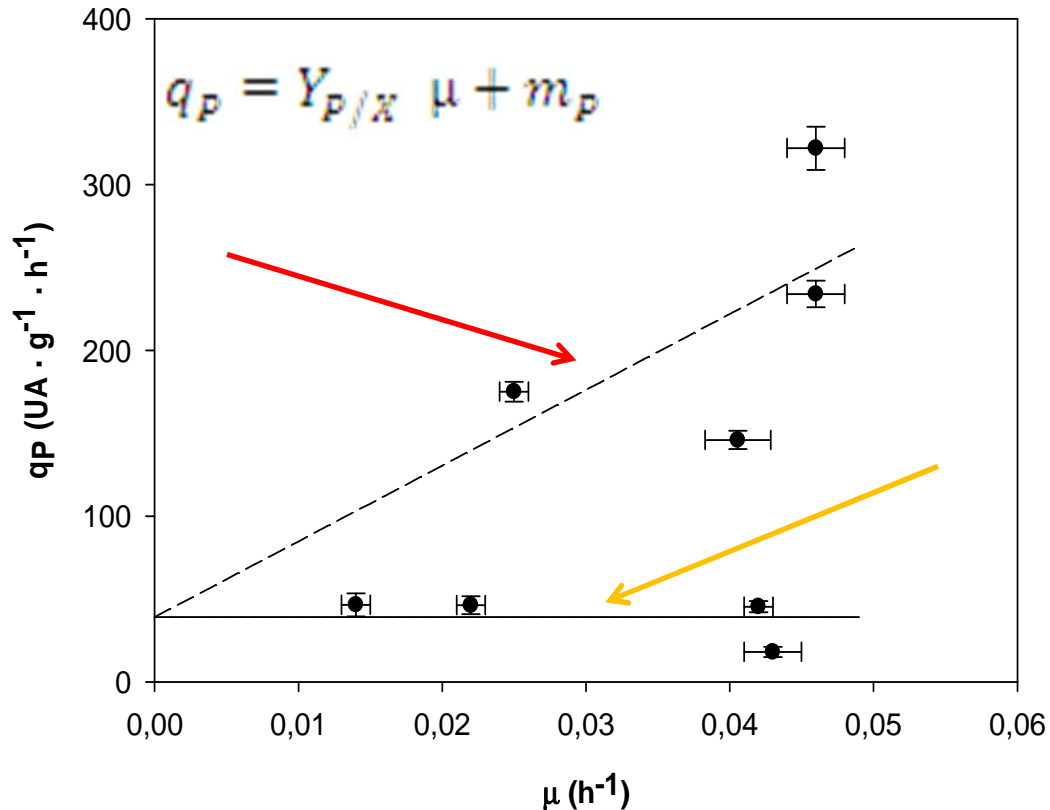 400
q_P = Y_{P/X} μ + m_P
300
200
100
0
qP (UA · g⁻¹ · h⁻¹)
0,00 0,01 0,02 0,03 0,04 0,05 0,06
μ (h⁻¹)